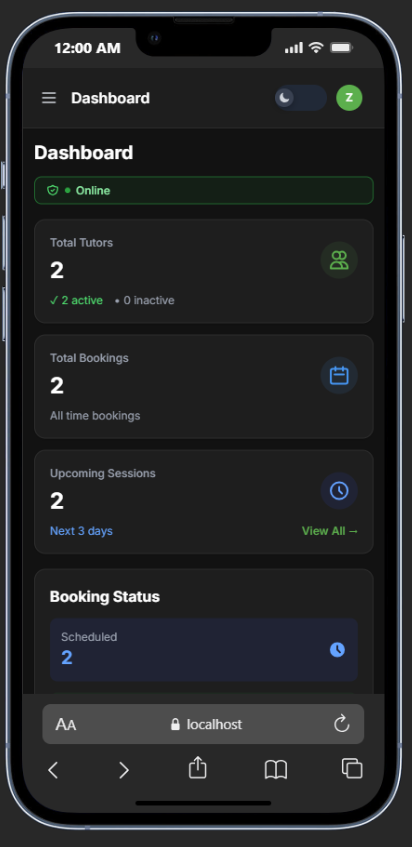 12:00 AM
Dashboard
Z
Dashboard
• Online
Total Tutors
2
✓ 2 active • 0 inactive
Total Bookings
2
All time bookings
Upcoming Sessions
2
Next 3 days View All →
Booking Status
Scheduled
2
AA localhost